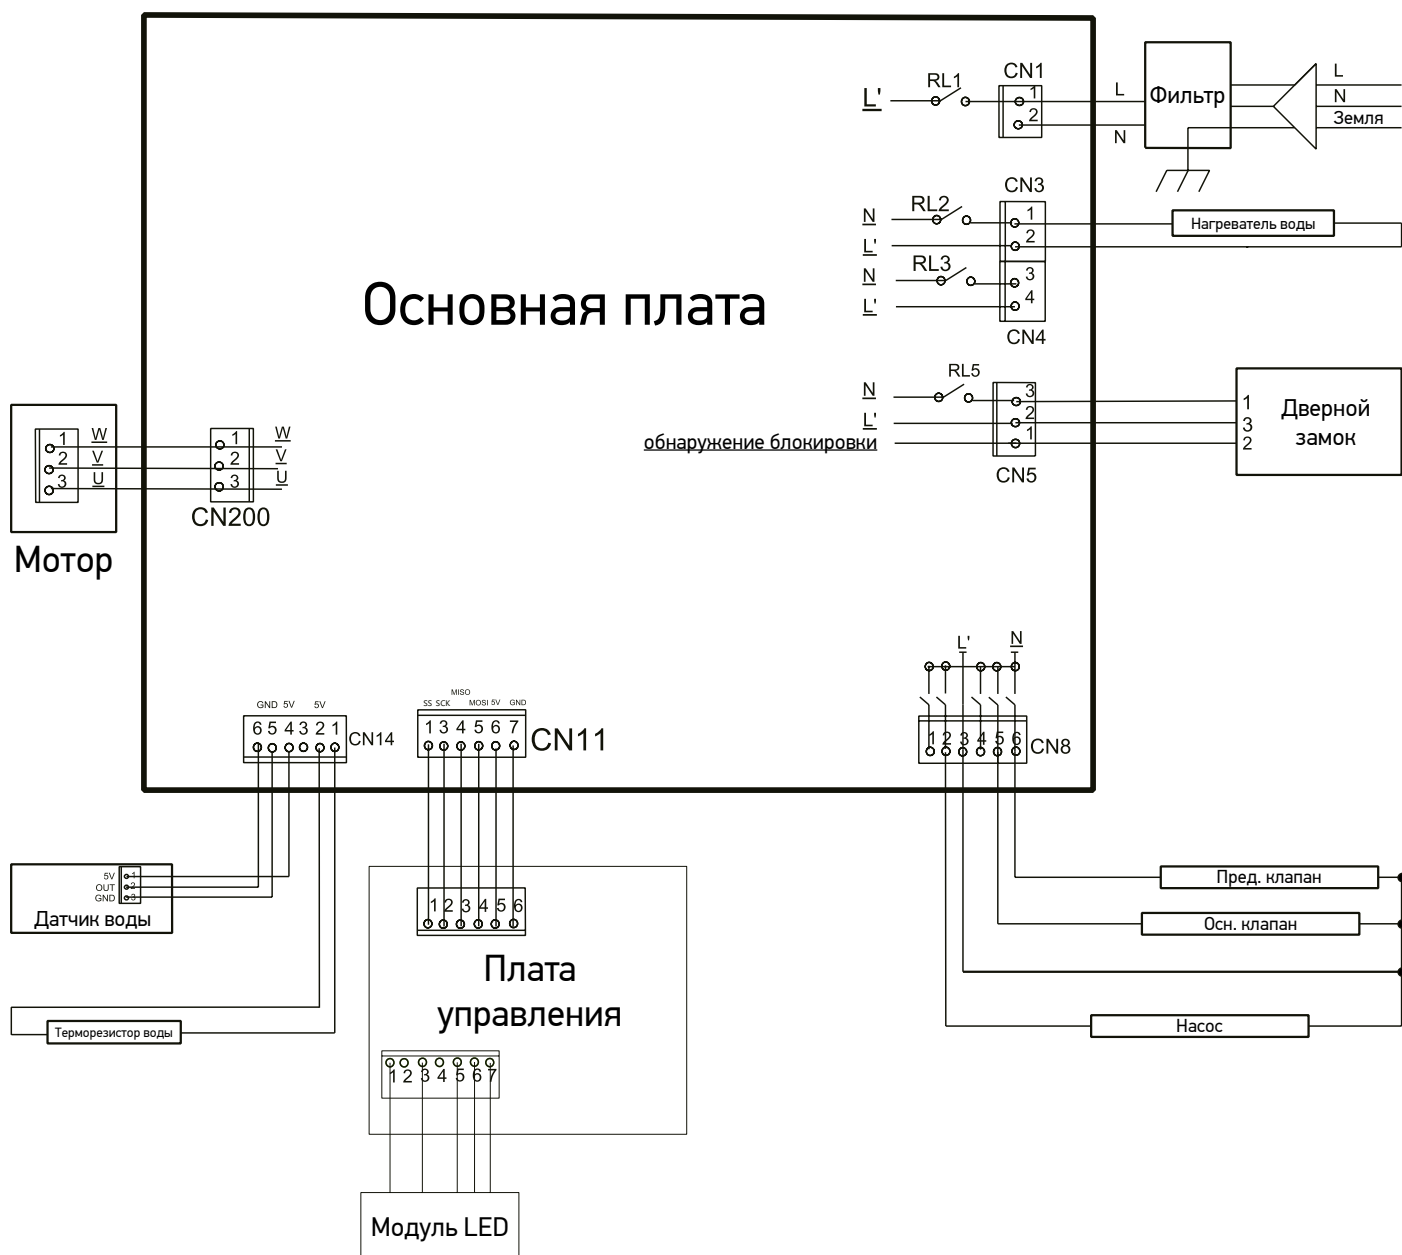 CN1
RL1
L'
1
2
L
N
Фильтр
L
N
Земля
CN3
RL2
N
L'
1
2
Нагреватель воды
RL3
N
L'
3
4
CN4
Основная плата
RL5
N
L'
обнаружение блокировки
3
2
1
CN5
1
3
2
Дверной
замок
1
2
3
W
V
U
1
2
3
W
V
U
CN200
Мотор
GND 5V 5V
6 5 4 3 2 1
CN14
MISO
SS SCK MOSI 5V GND
1 3 4 5 6 7
CN11
L' N
1 2 3 4 5 6
CN8
5V 1
OUT 2
GND 3
Датчик воды
Терморезистор воды
1 2 3 4 5 6
Плата
управления
1 2 3 4 5 6 7
Модуль LED
Пред. клапан
Осн. клапан
Насос